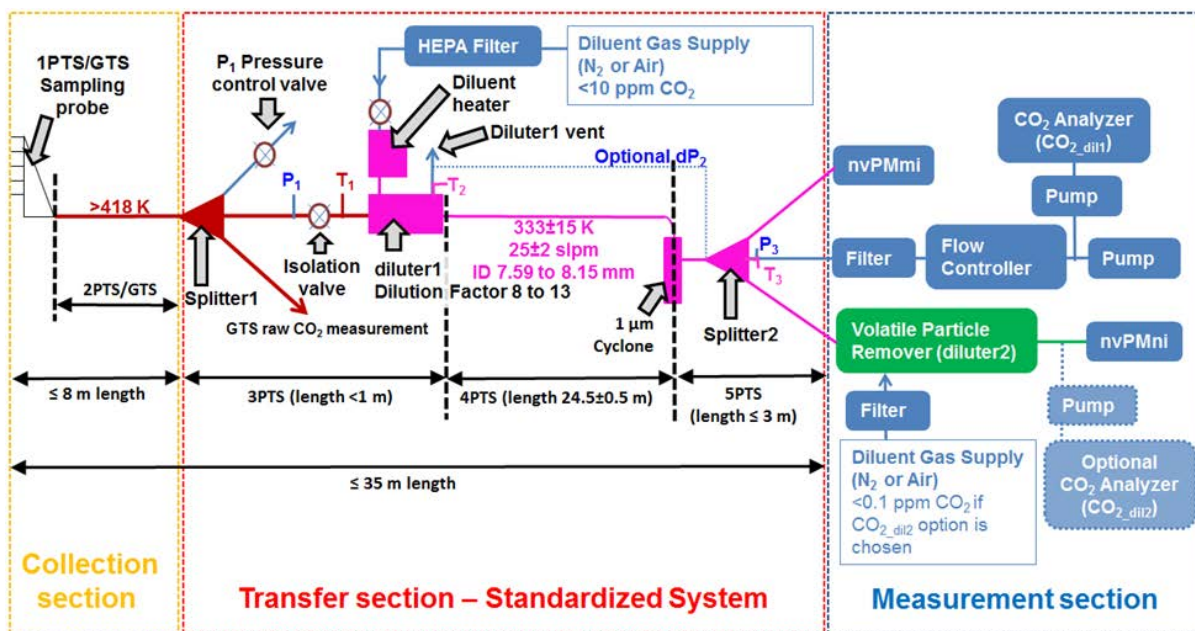 1PTS/GTS
Sampling
probe
P1 Pressure
control valve
HEPA Filter
Diluent Gas Supply
(N2 or Air)
<10 ppm CO2
Diluent
heater
Diluter1 vent
Optional dP2
CO2 Analyzer
(CO2_dil1)
nvPMmi
Pump
>418 K
P1
T1
T2
333±15 K
25±2 slpm
ID 7.59 to 8.15 mm
P3
T3
Filter
Flow
Controller
Pump
Isolation
valve
diluter1
Dilution Factor 8 to 13
2PTS/GTS
Splitter1
GTS raw CO2 measurement
1 µm
Cyclone
Splitter2
Volatile Particle
Remover (diluter2)
nvPMni
≤ 8 m length
3PTS (length <1 m)
4PTS (length 24.5±0.5 m)
5PTS
(length ≤ 3 m)
Filter
Pump
≤ 35 m length
Diluent Gas Supply
(N2 or Air)
<0.1 ppm CO2 if
CO2_dil2 option is
chosen
Optional
CO2 Analyzer
(CO2_dil2)
Collection
section
Transfer section – Standardized System
Measurement section